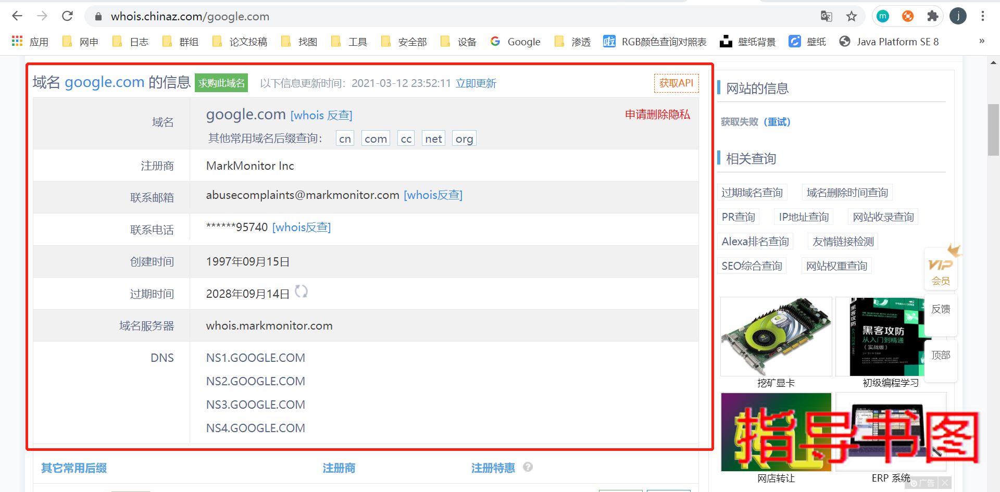 whois.chinaz.com/google.com
j
应用 网申 日志 群组 论文投稿 找图 工具 安全部 设备 Google 渗透 RGB颜色查询对照表 壁纸背景 壁纸 Java Platform SE 8 »
域名 google.com 的信息 求购此域名 以下信息更新时间：2021-03-12 23:52:11 立即更新 获取API
域名 google.com [whois 反查] 申请删除隐私
其他常用域名后缀查询： cn com cc net org
注册商 MarkMonitor Inc
联系邮箱 abusecomplaints@markmonitor.com [whois反查]
联系电话 ******95740 [whois反查]
创建时间 1997年09月15日
过期时间 2028年09月14日
域名服务器 whois.markmonitor.com
DNS NS1.GOOGLE.COM
NS2.GOOGLE.COM
NS3.GOOGLE.COM
NS4.GOOGLE.COM
其它常用后缀 注册商 注册特惠 ?
网站的信息
获取失败（重试）
相关查询
过期域名查询 域名删除时间查询
PR查询 IP地址查询 网站收录查询
Alexa排名查询 友情链接检测
SEO综合查询 网站权重查询
VIP
会员
反馈
顶部
黑客攻防
从入门到精通
（实战版）
挖矿显卡 初级编程学习
转让
指导书图
网店转让 ERP 系统
广告